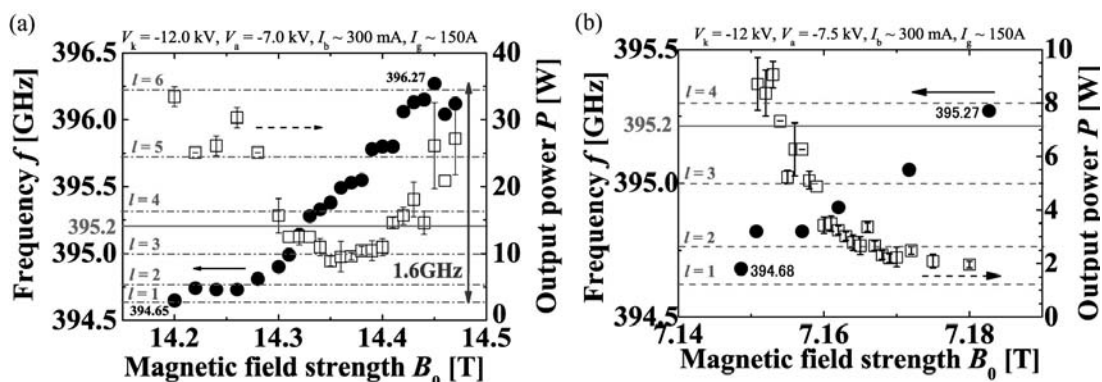 (a)
V_k = -12.0 kV, V_a = -7.0 kV, I_b ~ 300 mA, I_g ~ 150A
Frequency f [GHz]
396.5
396.0
395.5
395.2
395.0
394.5
l = 6
l = 5
l = 4
l = 3
l = 2
l = 1
396.27
394.65
1.6GHz
40
30
20
10
0
Output power P [W]
14.2
14.3
14.4
14.5
Magnetic field strength B_0 [T]
(b)
V_k = -12 kV, V_a = -7.5 kV, I_b ~ 300 mA, I_g ~ 150A
Frequency f [GHz]
395.5
395.2
395.0
394.5
l = 4
l = 3
l = 2
l = 1
395.27
394.68
10
8
6
4
2
0
Output power P [W]
7.14
7.16
7.18
Magnetic field strength B_0 [T]